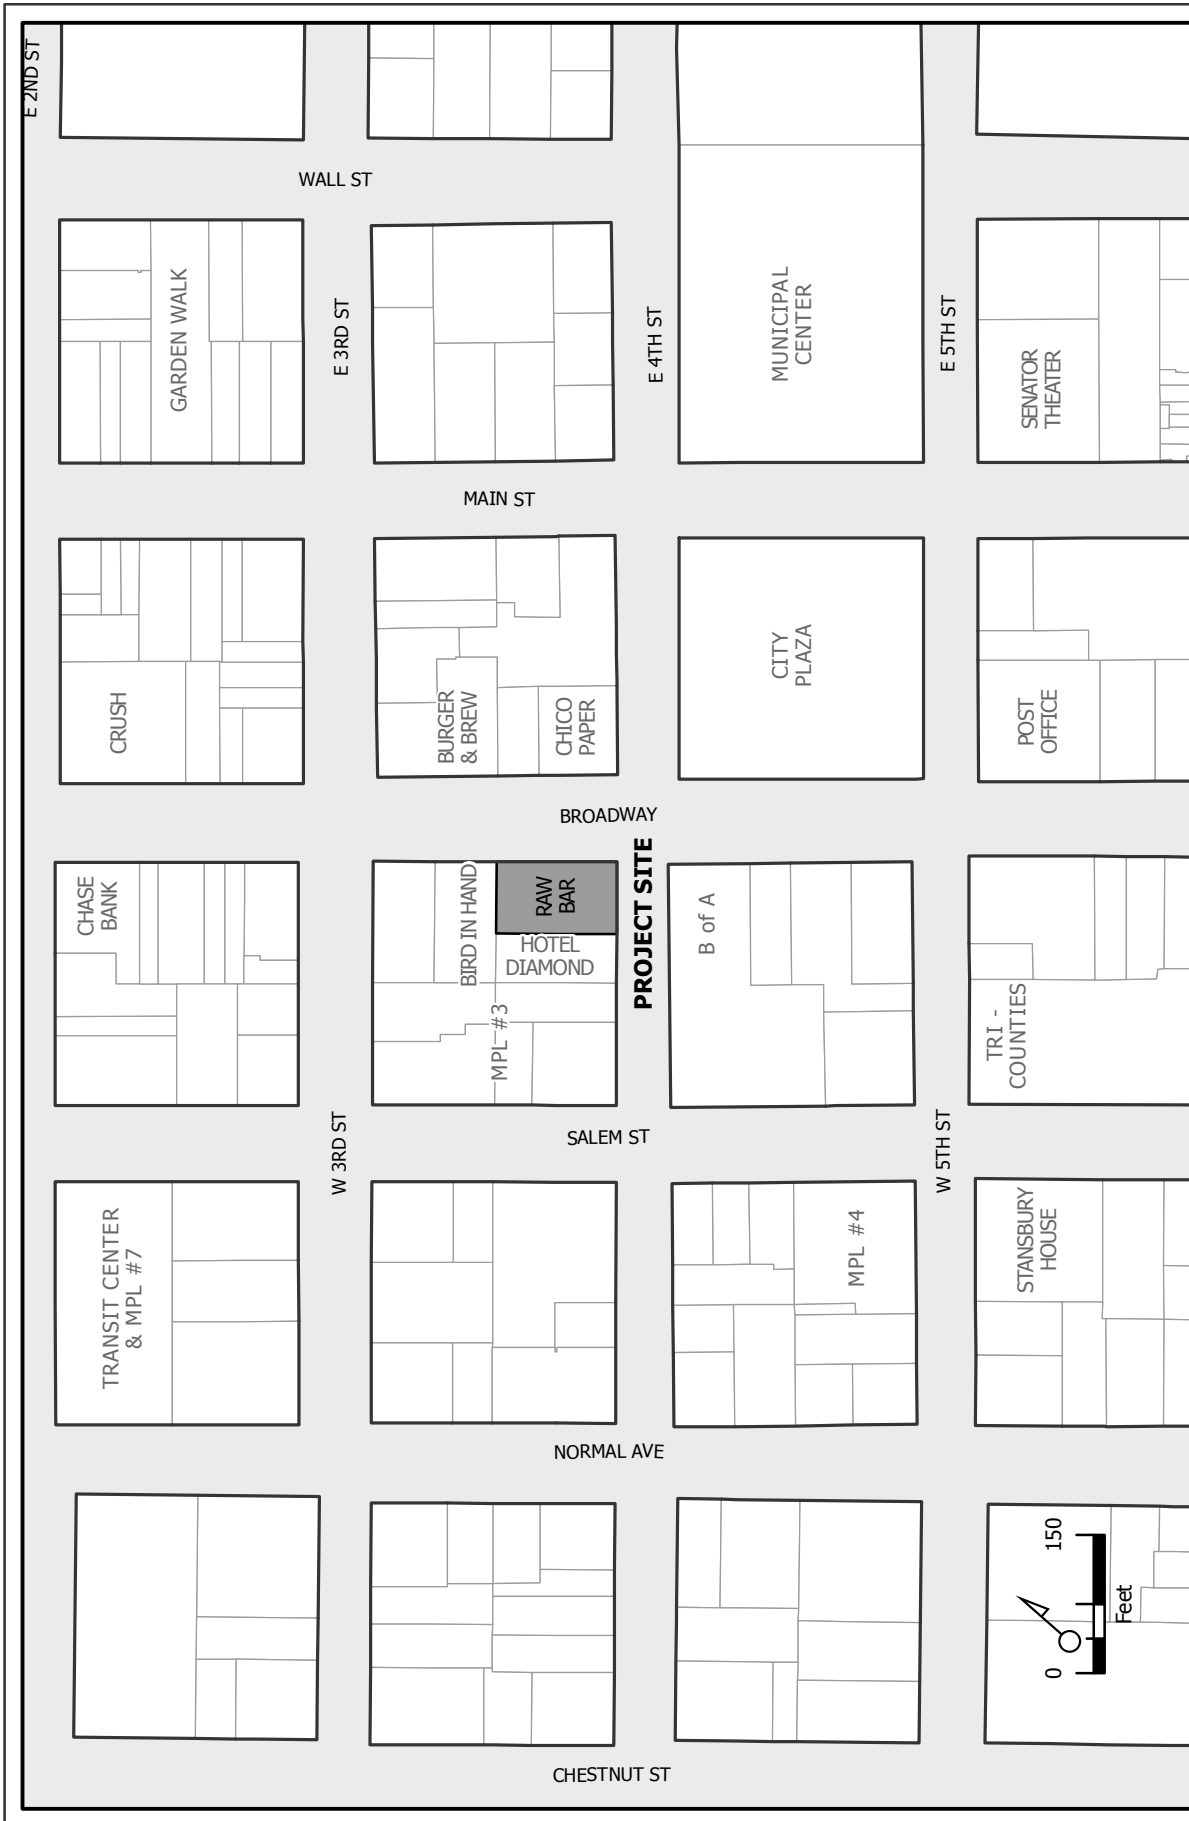 E 2ND ST
WALL ST
GARDEN WALK
E 3RD ST
E 4TH ST
MUNICIPAL
CENTER
E 5TH ST
SENATOR
THEATER
MAIN ST
CRUSH
BURGER
& BREW
CHICO
PAPER
CITY
PLAZA
POST
OFFICE
BROADWAY
CHASE
BANK
BIRD IN HAND
RAW
BAR
HOTEL
DIAMOND
MPL #3
PROJECT SITE
B of A
TRI -
COUNTIES
W 3RD ST
SALEM ST
W 5TH ST
TRANSIT CENTER
& MPL #7
MPL #4
STANSBURY
HOUSE
NORMAL AVE
0
150
Feet
CHESTNUT ST